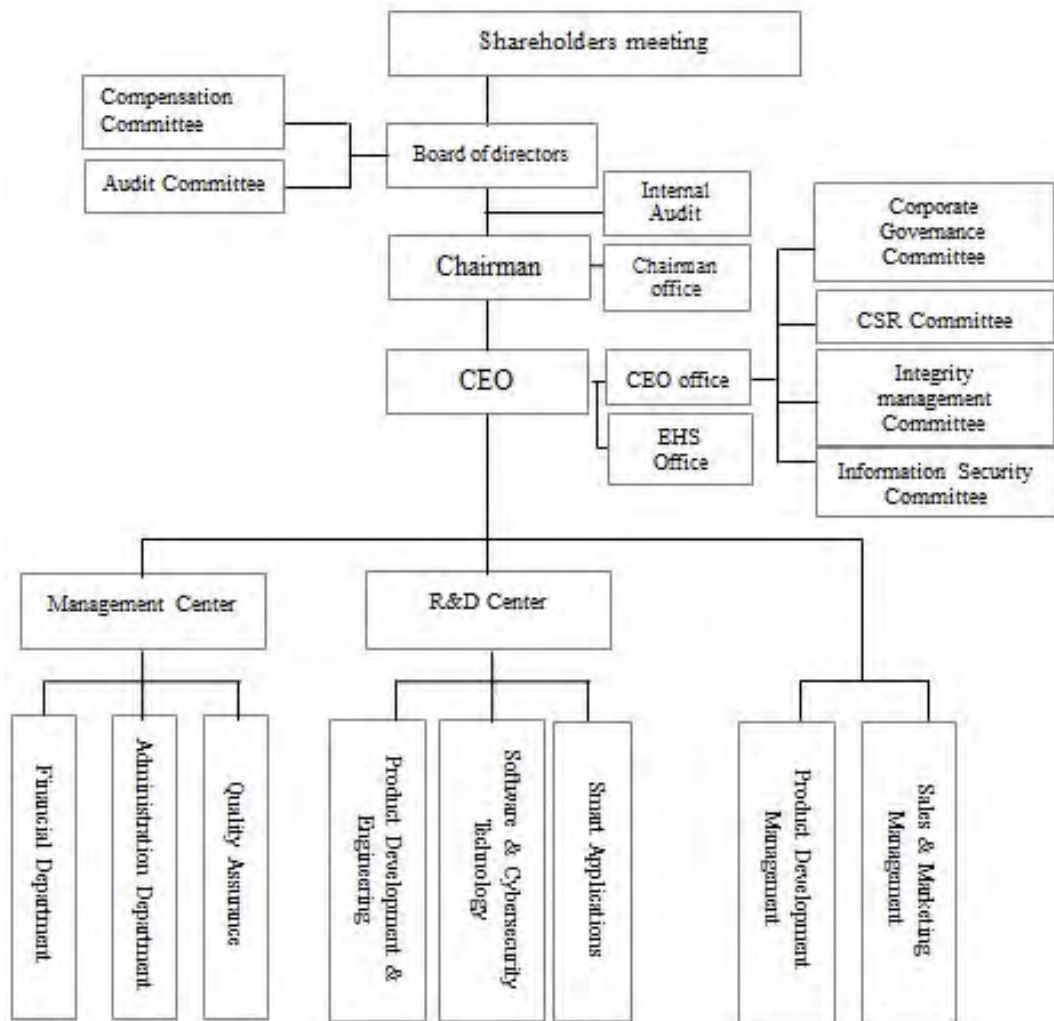 Shareholders meeting
Compensation
Committee
Audit Committee
Board of directors
Internal
Audit
Chairman
Chairman
office
Corporate
Governance
Committee
CSR Committee
CEO
CEO office
Integrity
management
Committee
EHS
Office
Information Security
Committee
Management Center
R&D Center
Financial Department
Administration Department
Quality Assurance
Product Development &
Engineering
Software & Cybersecurity
Technology
Smart Applications
Product Development
Management
Sales & Marketing
Management